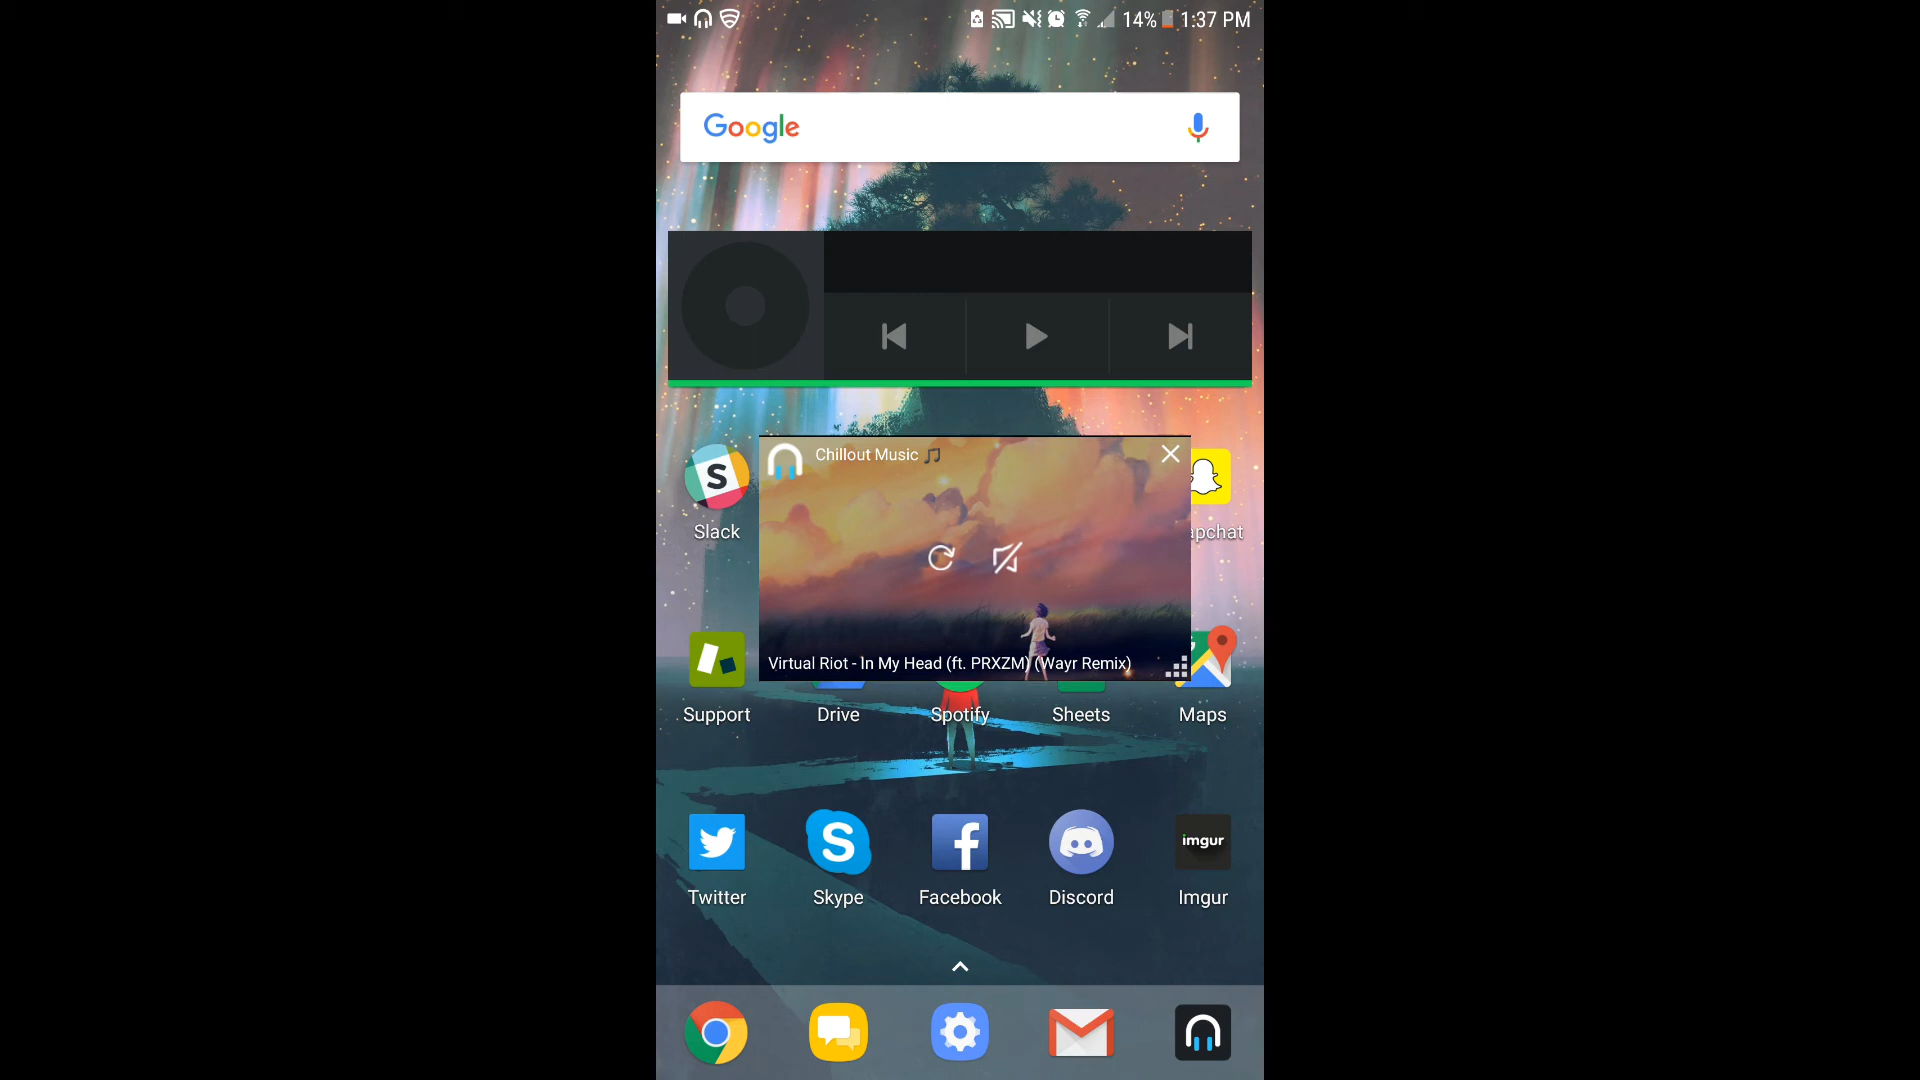 14% 1:37 PM
Google
Chillout Music 🎵
Slack
apchat
Virtual Riot - In My Head (ft. PRXZM) (Wayr Remix)
Support Drive Spotify Sheets Maps
imgur
Twitter Skype Facebook Discord Imgur